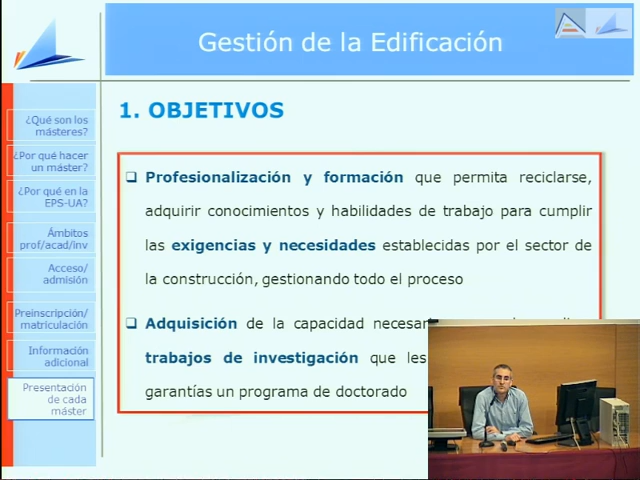 Gestión de la Edificación
¿Qué son los
másteres?
¿Por qué hacer
un máster?
¿Por qué en la
EPS-UA?
Ámbitos
prof/acad/inv
Acceso/
admisión
Preinscripción/
matriculación
Información
adicional
Presentación
de cada
máster
1. OBJETIVOS
❑ Profesionalización y formación que permita reciclarse,
adquirir conocimientos y habilidades de trabajo para cumplir
las exigencias y necesidades establecidas por el sector de
la construcción, gestionando todo el proceso
❑ Adquisición de la capacidad
trabajos de investigación que les
garantías un programa de doctorado